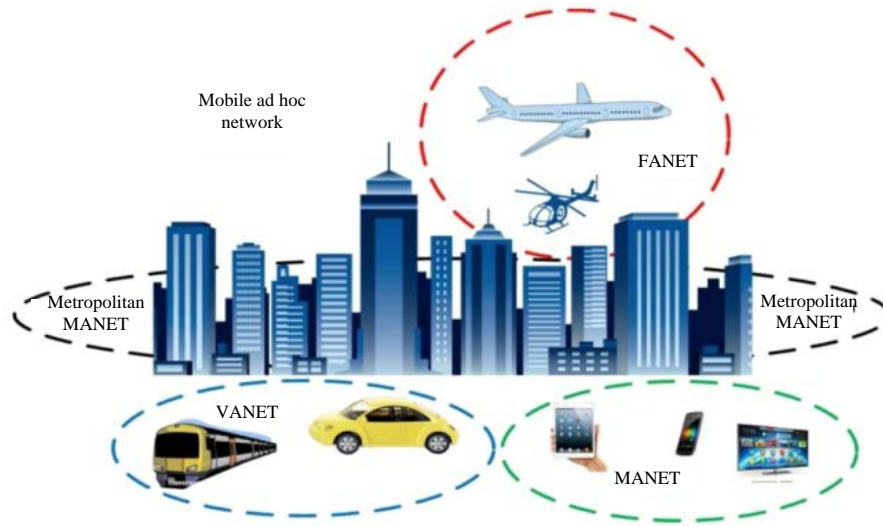 Mobile ad hoc
network
FANET
Metropolitan
MANET
Metropolitan
MANET
VANET
MANET